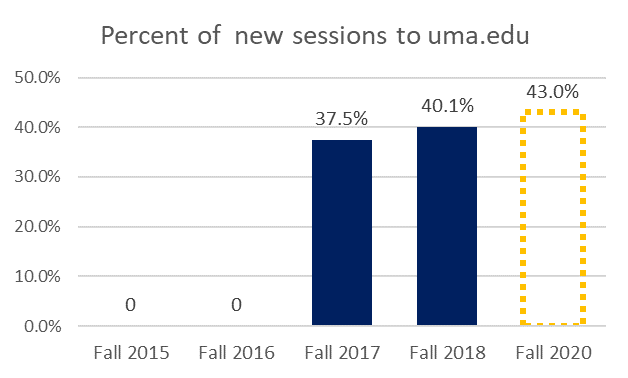 Percent of  new sessions to uma.edu
50.0%
40.0%
30.0%
20.0%
10.0%
0.0%
0
0
37.5%
40.1%
43.0%
Fall 2015
Fall 2016
Fall 2017
Fall 2018
Fall 2020